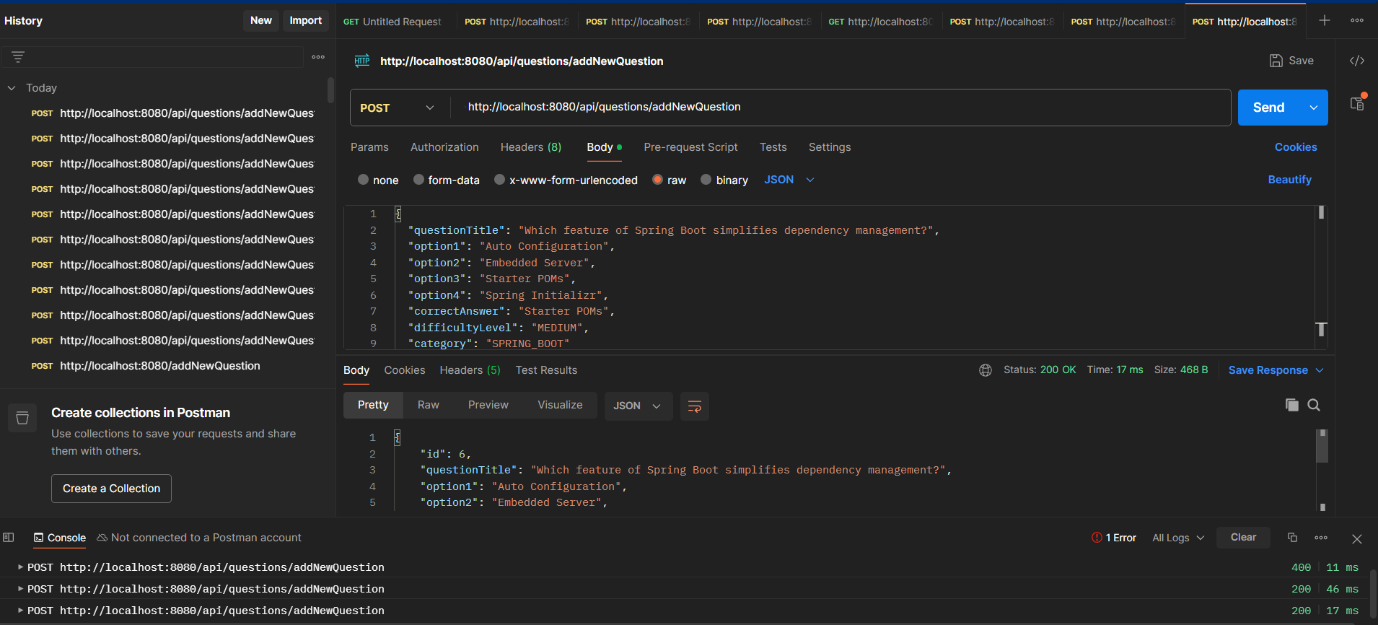 History
New
Import
GET Untitled Request
POST http://localhost:8
POST http://localhost:8
POST http://localhost:8
GET http://localhost:80
POST http://localhost:8
POST http://localhost:8
POST http://localhost:8
HTTP http://localhost:8080/api/questions/addNewQuestion
Save
Today
POST http://localhost:8080/api/questions/addNewQues
POST http://localhost:8080/api/questions/addNewQues
POST http://localhost:8080/api/questions/addNewQues
POST http://localhost:8080/api/questions/addNewQues
POST http://localhost:8080/api/questions/addNewQues
POST http://localhost:8080/api/questions/addNewQues
POST http://localhost:8080/api/questions/addNewQues
POST http://localhost:8080/api/questions/addNewQues
POST http://localhost:8080/api/questions/addNewQues
POST http://localhost:8080/api/questions/addNewQues
POST http://localhost:8080/addNewQuestion
Create collections in Postman
Use collections to save your requests and share
them with others.
Create a Collection
POST http://localhost:8080/api/questions/addNewQuestion
Send
Params Authorization Headers (8) Body Pre-request Script Tests Settings Cookies
none form-data x-www-form-urlencoded raw binary JSON Beautify
1 {
2 "questionTitle": "Which feature of Spring Boot simplifies dependency management?",
3 "option1": "Auto Configuration",
4 "option2": "Embedded Server",
5 "option3": "Starter POMs",
6 "option4": "Spring Initializr",
7 "correctAnswer": "Starter POMs",
8 "difficultyLevel": "MEDIUM",
9 "category": "SPRING_BOOT"
Body Cookies Headers (5) Test Results Status: 200 OK Time: 17 ms Size: 468 B Save Response
Pretty Raw Preview Visualize JSON
1 {
2 "id": 6,
3 "questionTitle": "Which feature of Spring Boot simplifies dependency management?",
4 "option1": "Auto Configuration",
5 "option2": "Embedded Server",
Console Not connected to a Postman account 1 Error All Logs Clear
POST http://localhost:8080/api/questions/addNewQuestion 400 11 ms
POST http://localhost:8080/api/questions/addNewQuestion 200 46 ms
POST http://localhost:8080/api/questions/addNewQuestion 200 17 ms